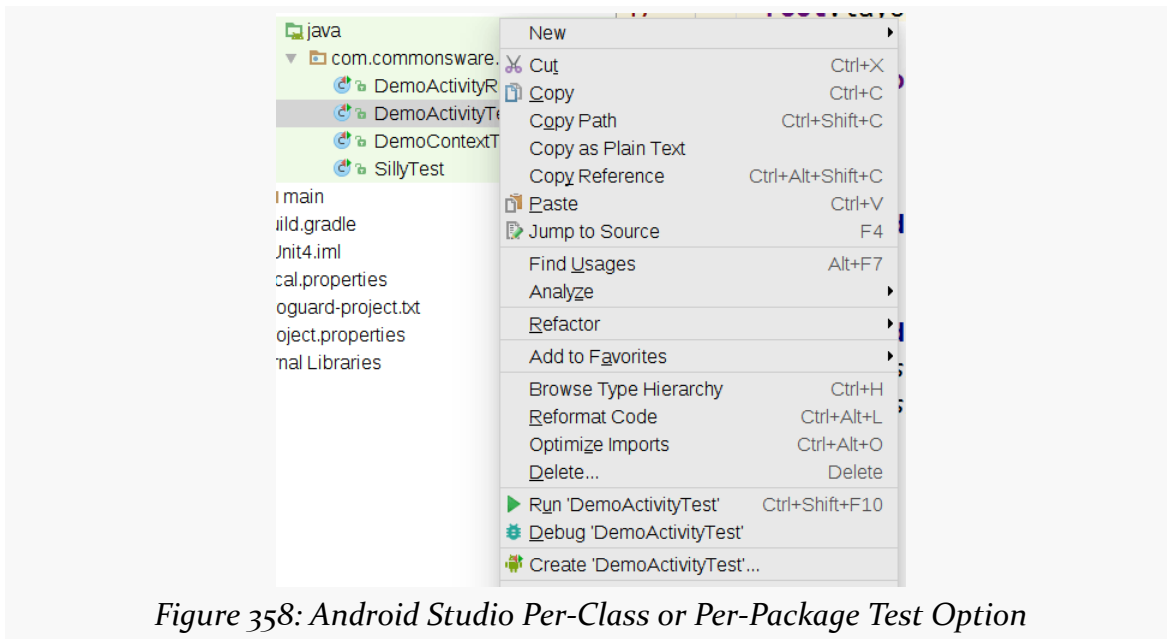 java
com.commonsware.
DemoActivityR
DemoActivityTe
DemoContextT
SillyTest
main
ild.gradle
Unit4.iml
cal.properties
oguard-project.txt
oject.properties
rnal Libraries
New
Cut Ctrl+X
Copy Ctrl+C
Copy Path Ctrl+Shift+C
Copy as Plain Text
Copy Reference Ctrl+Alt+Shift+C
Paste Ctrl+V
Jump to Source F4
Find Usages Alt+F7
Analyze
Refactor
Add to Favorites
Browse Type Hierarchy Ctrl+H
Reformat Code Ctrl+Alt+L
Optimize Imports Ctrl+Alt+O
Delete... Delete
Run 'DemoActivityTest' Ctrl+Shift+F10
Debug 'DemoActivityTest'
Create 'DemoActivityTest'...
Figure 358: Android Studio Per-Class or Per-Package Test Option